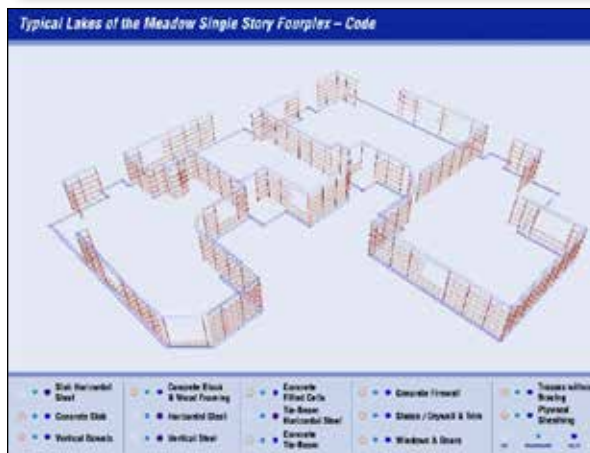 Typical Lakes of the Meadow Single Story Fourplex – Code
Slab Horizontal
Steel
Concrete Slab
Vertical Dowels
Concrete Block
& Wood Framing
Horizontal Steel
Vertical Steel
Concrete
Filled Cells
Tie-Beam
Horizontal Steel
Concrete
Tie-Beam
Concrete Firewall
Stucco / Drywall & Trim
Windows & Doors
Trusses without
Bracing
Plywood
Sheathing